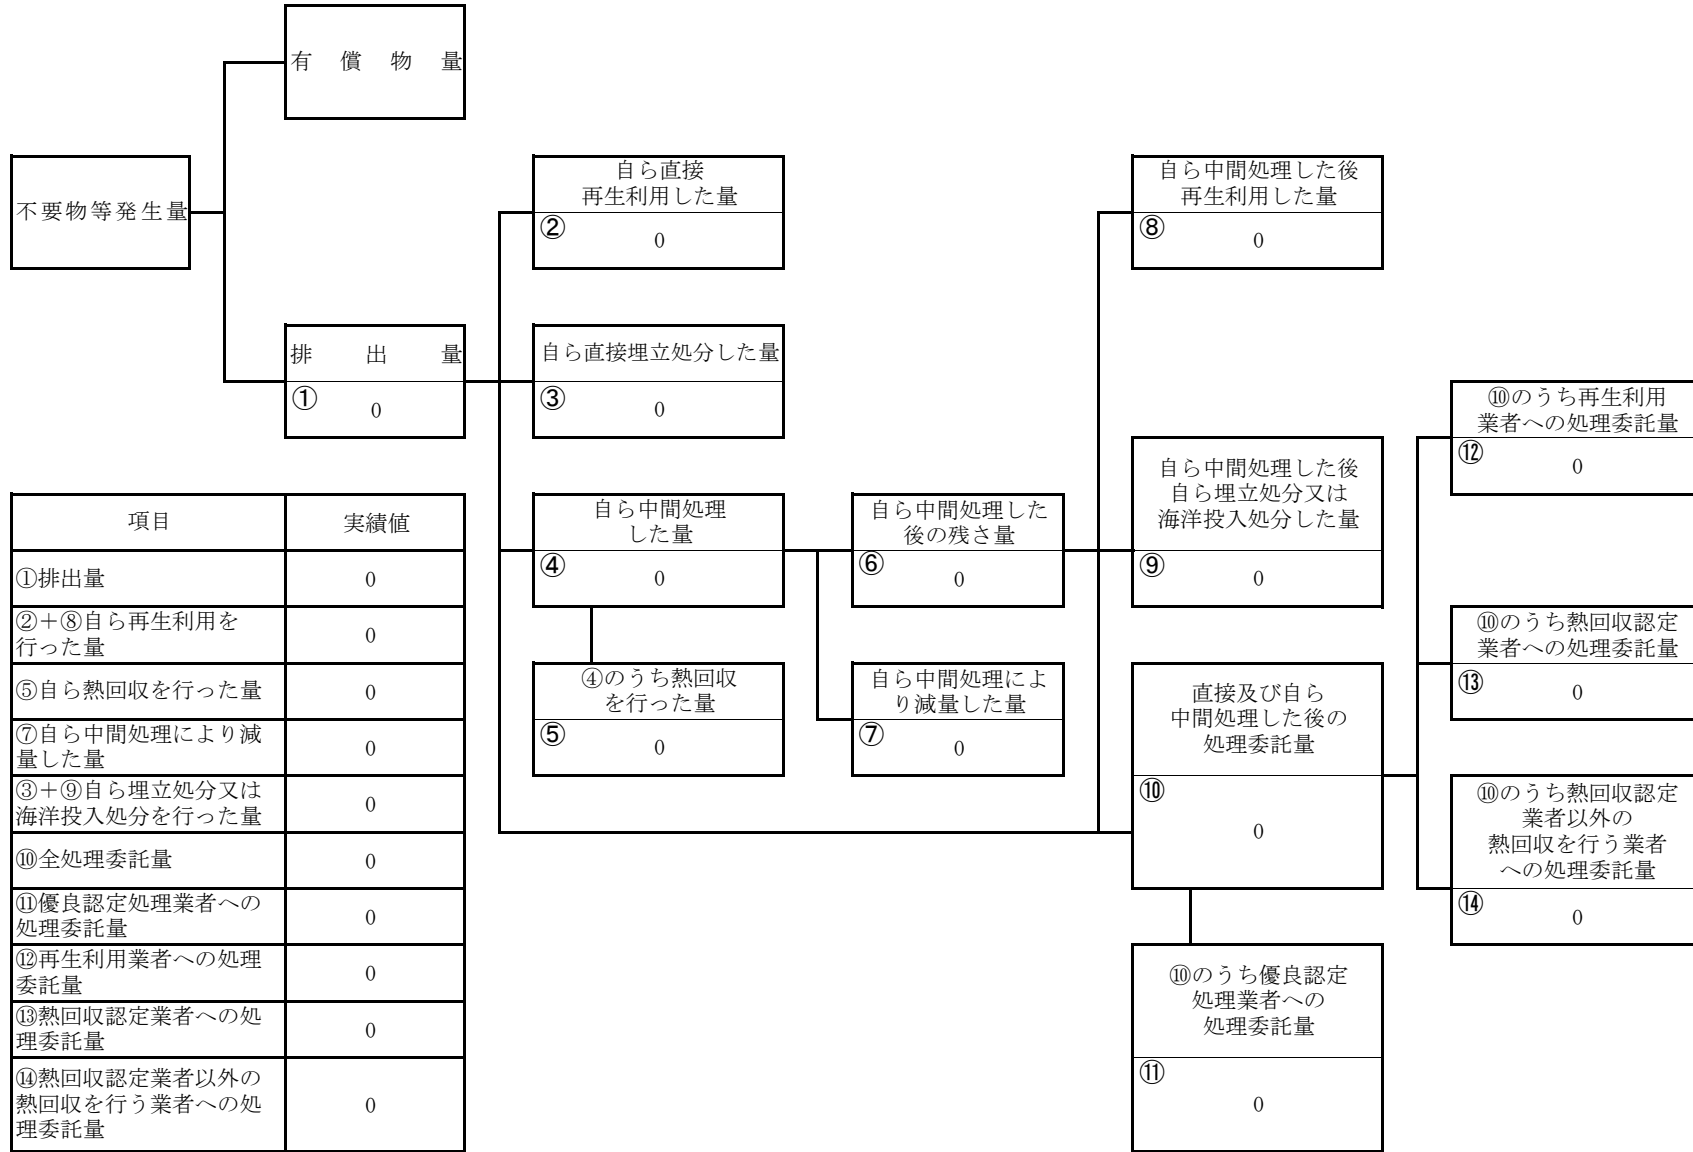 有償物量
不要物等発生量
排出量
①
0
自ら直接
再生利用した量
②
0
自ら直接埋立処分した量
③
0
自ら中間処理
した量
④
0
④のうち熱回収
を行った量
⑤
0
自ら中間処理した
後の残さ量
⑥
0
自ら中間処理によ
り減量した量
⑦
0
自ら中間処理した後
再生利用した量
⑧
0
自ら中間処理した後
自ら埋立処分又は
海洋投入処分した量
⑨
0
直接及び自ら
中間処理した後の
処理委託量
⑩
0
⑩のうち優良認定
処理業者への
処理委託量
⑪
0
⑩のうち再生利用
業者への処理委託量
⑫
0
⑩のうち熱回収認定
業者への処理委託量
⑬
0
⑩のうち熱回収認定
業者以外の
熱回収を行う業者
への処理委託量
⑭
0
項目 実績値
①排出量 0
②＋⑧自ら再生利用を
行った量 0
⑤自ら熱回収を行った量 0
⑦自ら中間処理により減
量した量 0
③＋⑨自ら埋立処分又は
海洋投入処分を行った量 0
⑩全処理委託量 0
⑪優良認定処理業者への
処理委託量 0
⑫再生利用業者への処理
委託量 0
⑬熱回収認定業者への処
理委託量 0
⑭熱回収認定業者以外の
熱回収を行う業者への処
理委託量 0